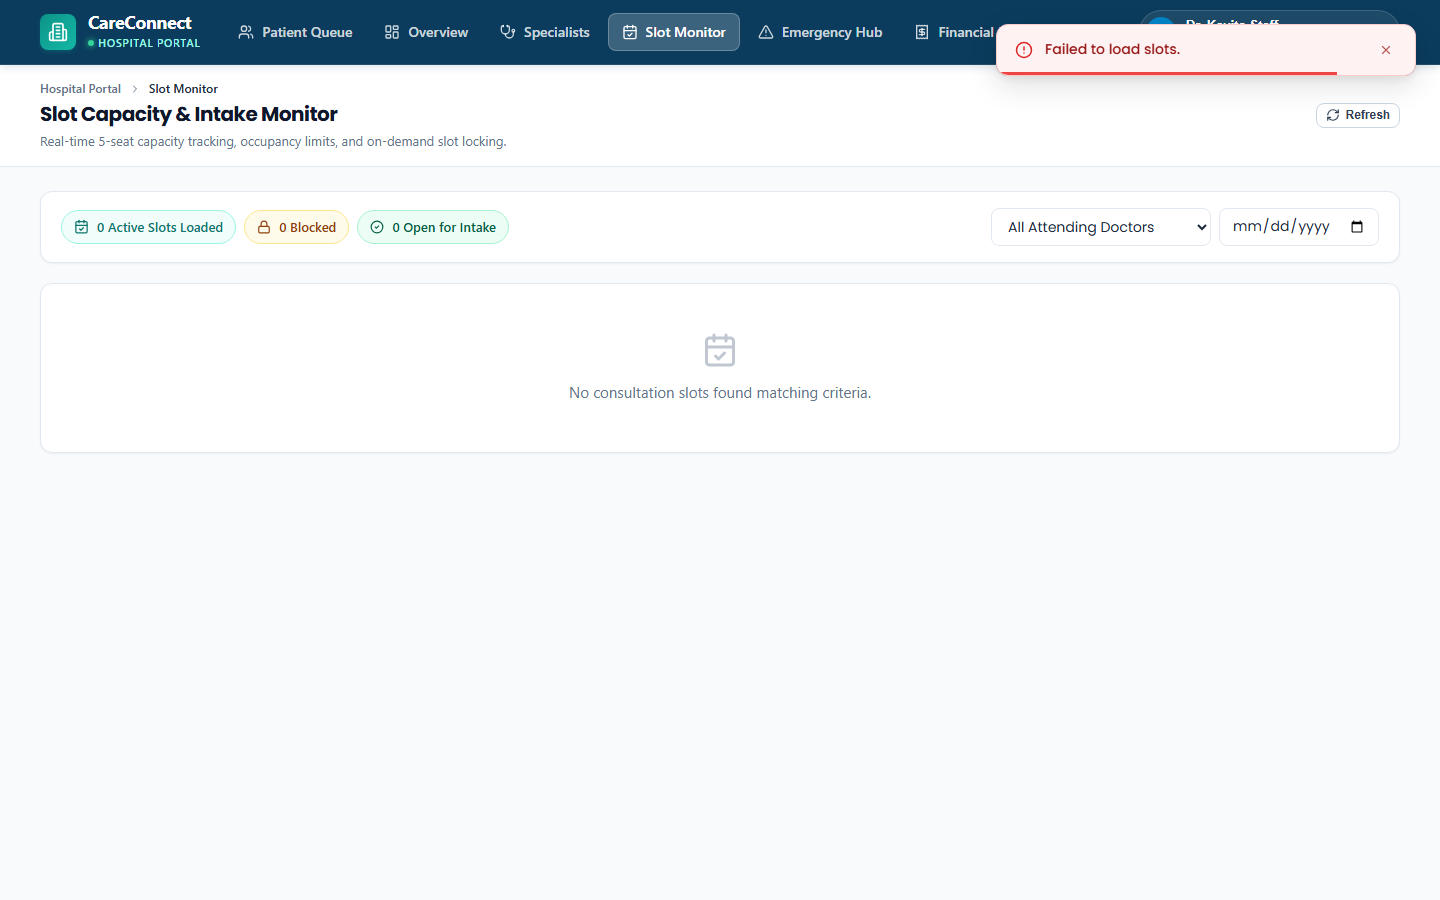 CareConnect
HOSPITAL PORTAL
Patient Queue
Overview
Specialists
Slot Monitor
Emergency Hub
Financial
Failed to load slots.
Hospital Portal > Slot Monitor
Slot Capacity & Intake Monitor
Real-time 5-seat capacity tracking, occupancy limits, and on-demand slot locking.
Refresh
0 Active Slots Loaded
0 Blocked
0 Open for Intake
All Attending Doctors
mm/dd/yyyy
No consultation slots found matching criteria.